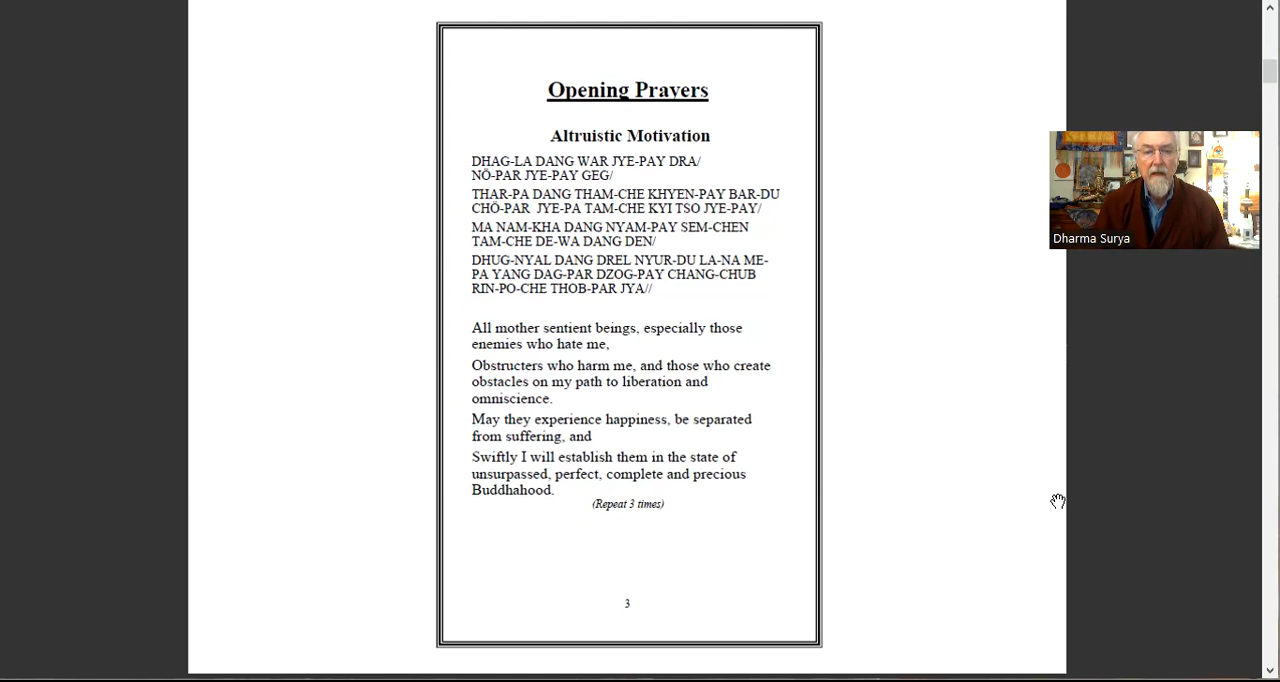 Opening Prayers
Altruistic Motivation
DHAG-LA DANG WAR JYE-PAY DRA/
NÖ-PAR JYE-PAY GEG/
THAR-PA DANG THAM-CHE KHYEN-PAY BAR-DU
CHÖ-PAR JYE-PA TAM-CHE KYI TSO JYE-PAY/
MA NAM-KHA DANG NYAM-PAY SEM-CHEN
TAM-CHE DE-WA DANG DEN/
DHUG-NYAL DANG DREL NYUR-DU LA-NA ME-
PA YANG DAG-PAR DZOG-PAY CHANG-CHUB
RIN-PO-CHE THOB-PAR JYA//
All mother sentient beings, especially those
enemies who hate me,
Obstructers who harm me, and those who create
obstacles on my path to liberation and
omniscience.
May they experience happiness, be separated
from suffering, and
Swiftly I will establish them in the state of
unsurpassed, perfect, complete and precious
Buddhahood.
(Repeat 3 times)
3
Dharma Surya